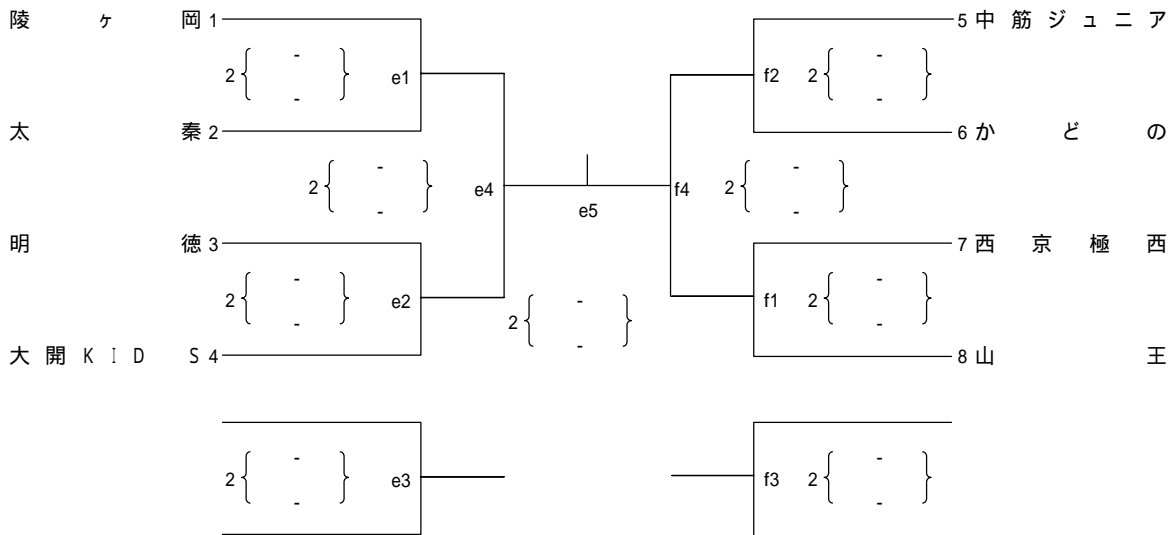 陵ヶ岡 1
5 中筋ジュニア
2 { - - } e1
f2 2 { - - }
太秦 2
6 かどの
2 { - - } e4
f4 2 { - - }
e5
明徳 3
7 西京極西
2 { - - } e2
2 { - - }
f1 2 { - - }
大開KIDS 4
8 山王
2 { - - } e3
f3 2 { - - }